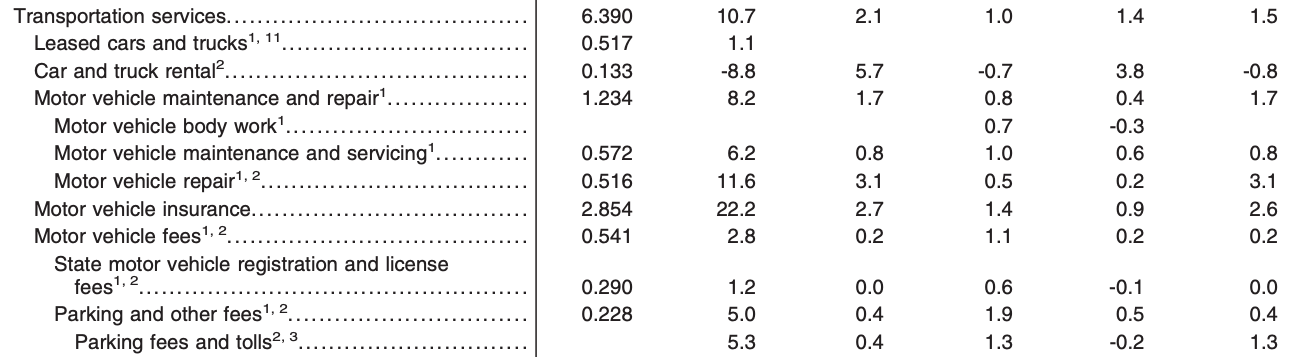 Transportation services.................................... 6.390 10.7 2.1 1.0 1.4 1.5
Leased cars and trucks¹, ¹¹.............................. 0.517 1.1
Car and truck rental²..................................... 0.133 -8.8 5.7 -0.7 3.8 -0.8
Motor vehicle maintenance and repair¹................. 1.234 8.2 1.7 0.8 0.4 1.7
Motor vehicle body work¹............................. 0.7 -0.3
Motor vehicle maintenance and servicing¹........... 0.572 6.2 0.8 1.0 0.6 0.8
Motor vehicle repair¹, ²................................ 0.516 11.6 3.1 0.5 0.2 3.1
Motor vehicle insurance.................................. 2.854 22.2 2.7 1.4 0.9 2.6
Motor vehicle fees¹, ².................................... 0.541 2.8 0.2 1.1 0.2 0.2
State motor vehicle registration and license
fees¹, ²............................................... 0.290 1.2 0.0 0.6 -0.1 0.0
Parking and other fees¹, ²............................. 0.228 5.0 0.4 1.9 0.5 0.4
Parking fees and tolls², ³............................ 5.3 0.4 1.3 -0.2 1.3